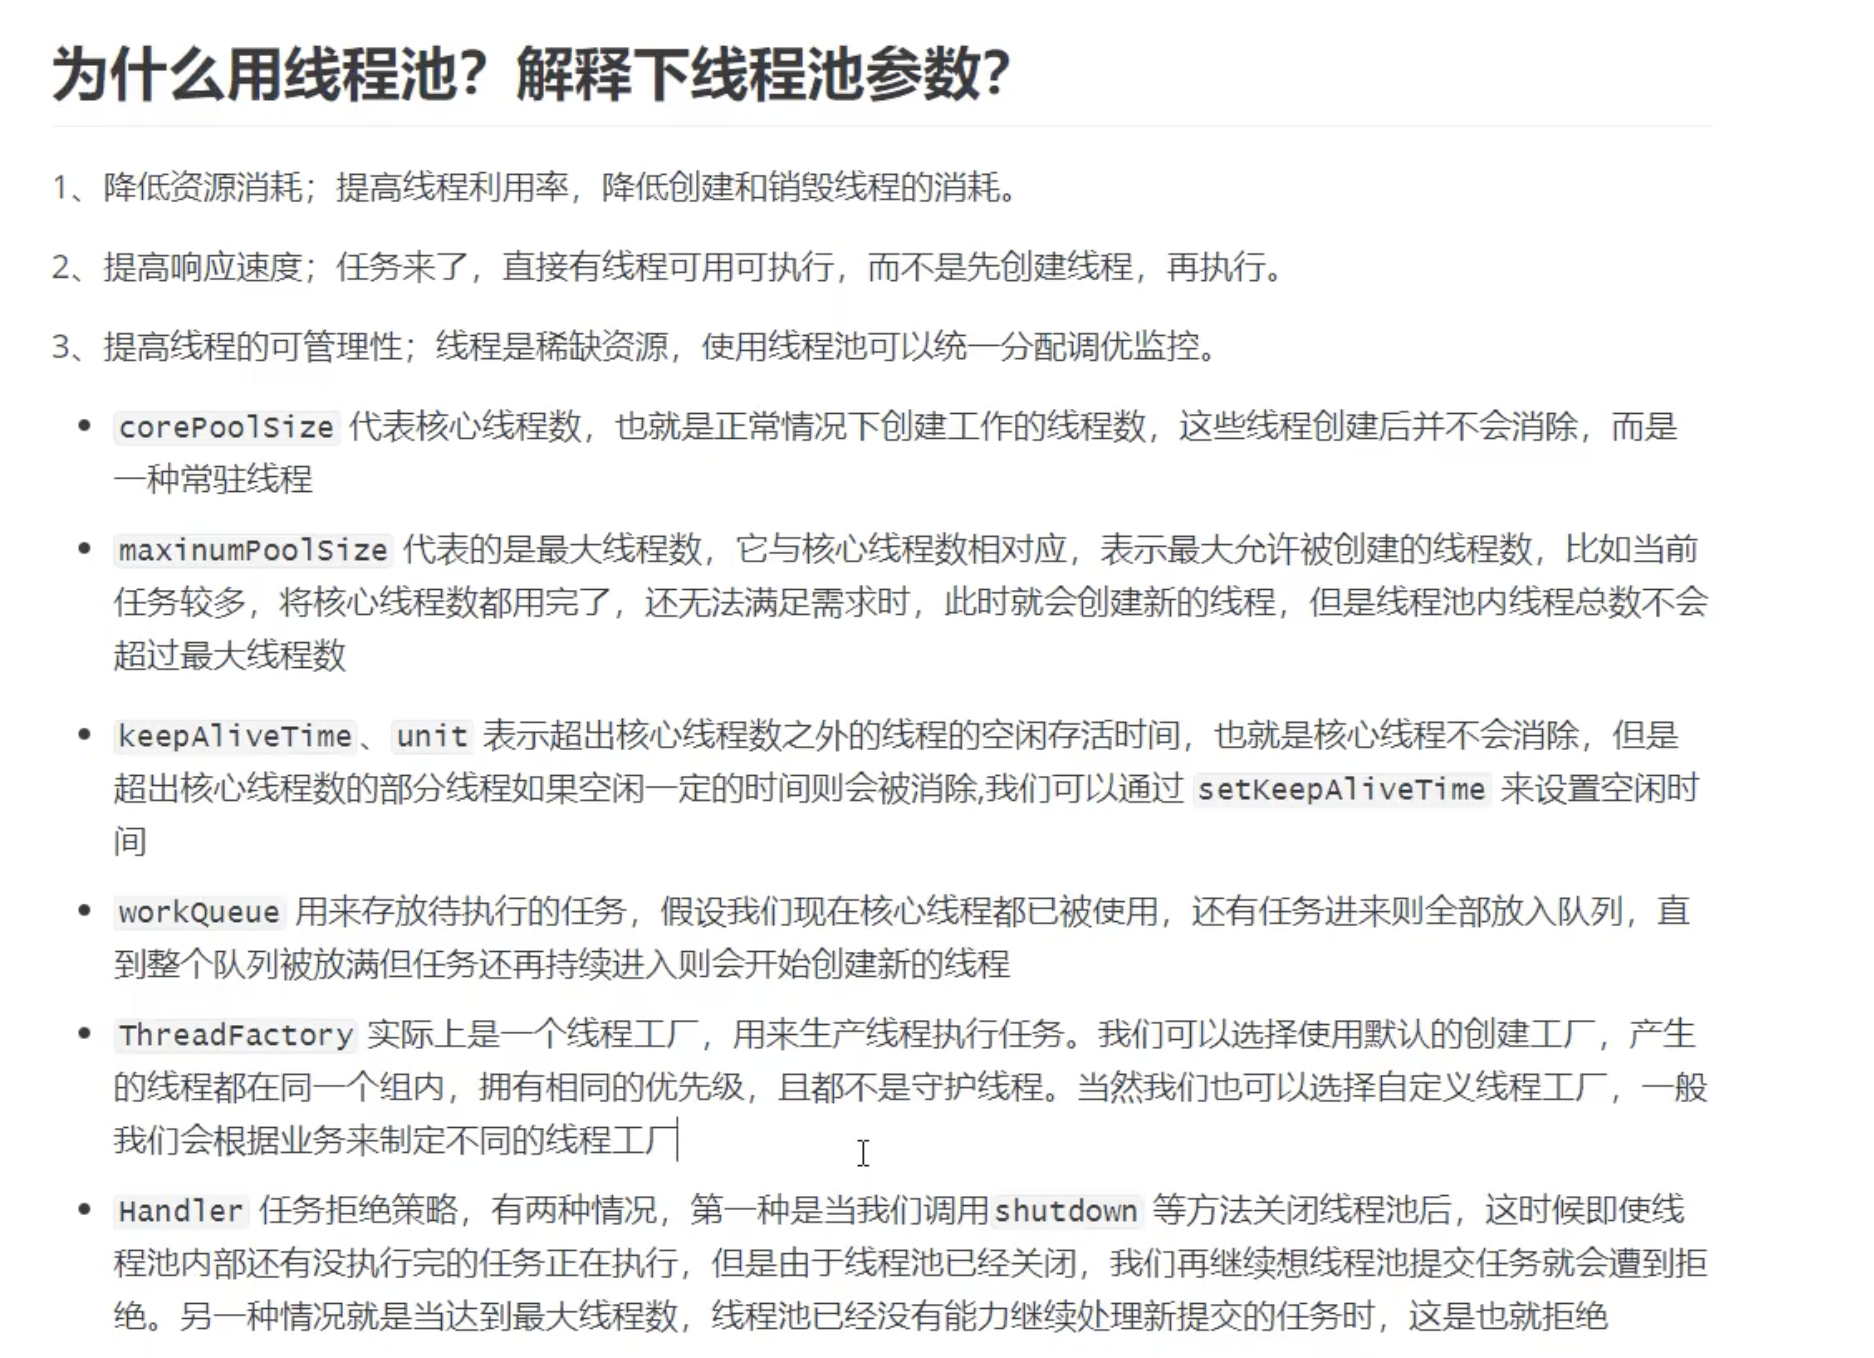 为什么用线程池？解释下线程池参数？
1、降低资源消耗；提高线程利用率，降低创建和销毁线程的消耗。
2、提高响应速度；任务来了，直接有线程可用可执行，而不是先创建线程，再执行。
3、提高线程的可管理性；线程是稀缺资源，使用线程池可以统一分配调优监控。
• corePoolSize 代表核心线程数，也就是正常情况下创建工作的线程数，这些线程创建后并不会消除，而是
一种常驻线程
• maxinumPoolSize 代表的是最大线程数，它与核心线程数相对应，表示最大允许被创建的线程数，比如当前
任务较多，将核心线程数都用完了，还无法满足需求时，此时就会创建新的线程，但是线程池内线程总数不会
超过最大线程数
• keepAliveTime、unit 表示超出核心线程数之外的线程的空闲存活时间，也就是核心线程不会消除，但是
超出核心线程数的部分线程如果空闲一定的时间则会被消除,我们可以通过 setKeepAliveTime 来设置空闲时
间
• workQueue 用来存放待执行的任务，假设我们现在核心线程都已被使用，还有任务进来则全部放入队列，直
到整个队列被放满但任务还再持续进入则会开始创建新的线程
• ThreadFactory 实际上是一个线程工厂，用来生产线程执行任务。我们可以选择使用默认的创建工厂，产生
的线程都在同一个组内，拥有相同的优先级，且都不是守护线程。当然我们也可以选择自定义线程工厂，一般
我们会根据业务来制定不同的线程工厂
• Handler 任务拒绝策略，有两种情况，第一种是当我们调用shutdown 等方法关闭线程池后，这时候即使线
程池内部还有没执行完的任务正在执行，但是由于线程池已经关闭，我们再继续想线程池提交任务就会遭到拒
绝。另一种情况就是当达到最大线程数，线程池已经没有能力继续处理新提交的任务时，这是也就拒绝